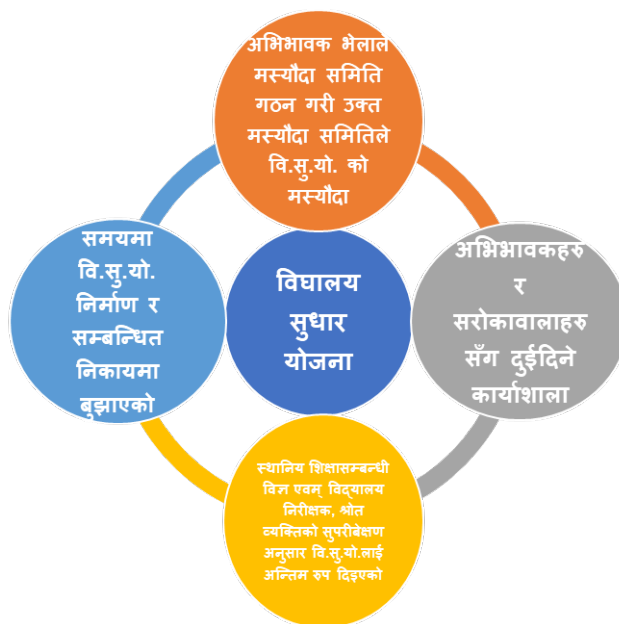 अभिभावक भेलाले
मस्यौदा समिति
गठन गरी उक्त
मस्यौदा समितिले
वि.सु.यो. को
मस्यौदा
अभिभावकहरु
र
सरोकावालाहरु
सँग दुईदिने
कार्याशाला
स्थानिय शिक्षासम्बन्धी
विज्ञ एवम् विद्यालय
निरीक्षक, श्रोत
व्यक्तिको सुपरीबेक्षण
अनुसार वि.सु.यो.लाई
अन्तिम रुप दिइएको
समयमा
वि.सु.यो.
निर्माण र
सम्बन्धित
निकायमा
बुझाएको
विघालय
सुधार
योजना